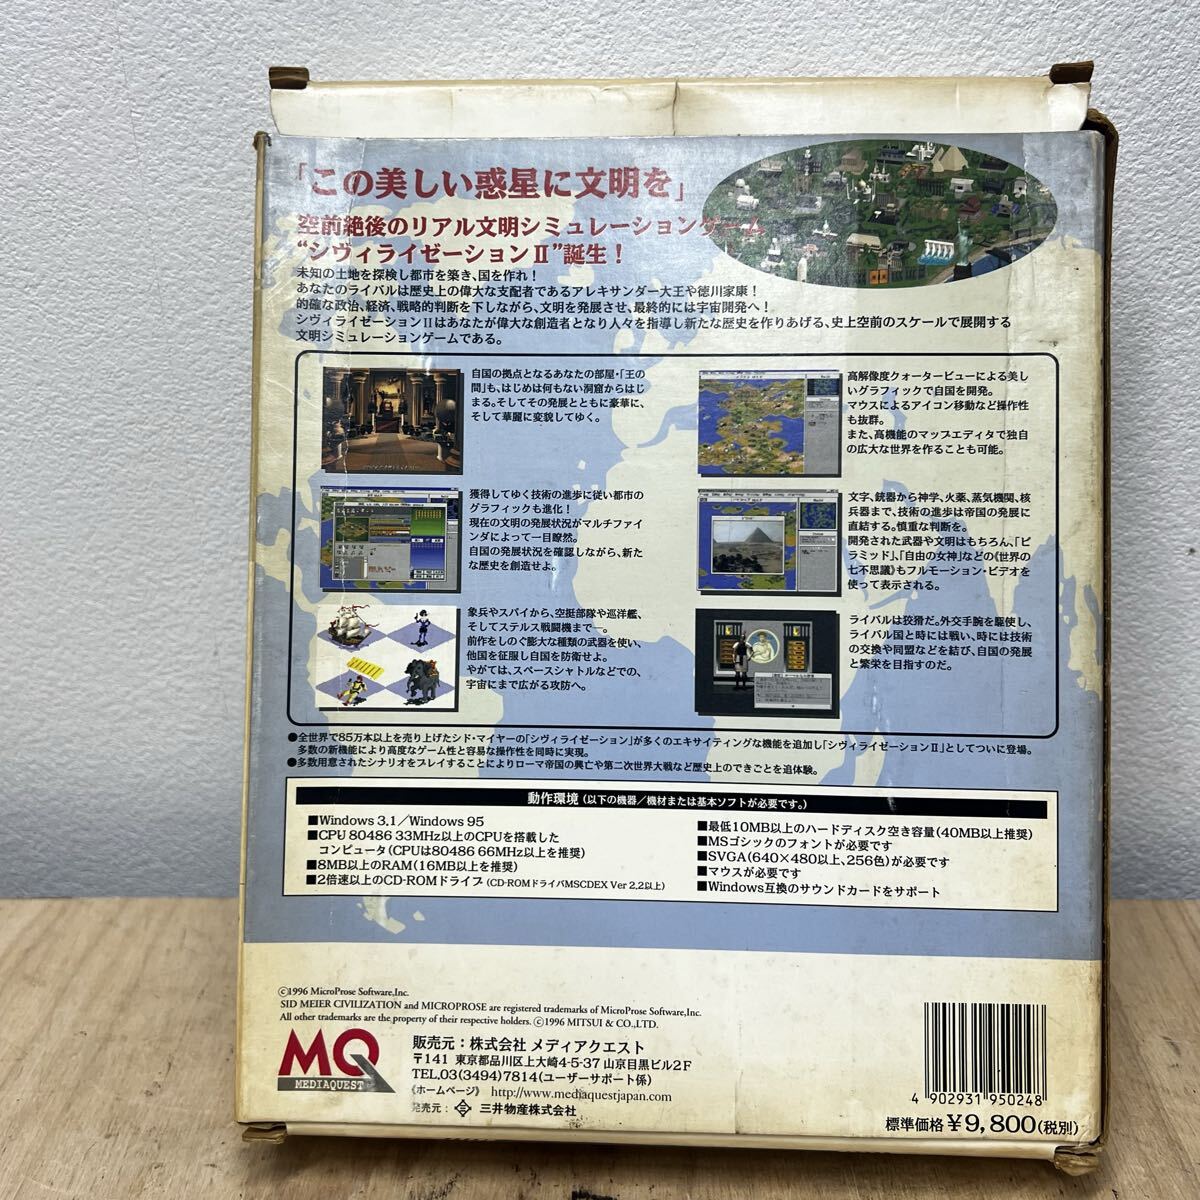 「この美しい惑星に文明を」
空前絶後のリアル文明シミュレーションゲーム
“シヴィライゼーションⅡ”誕生！
未知の土地を探検し都市を築き、国を作れ！
あなたのライバルは歴史上の偉大な支配者であるアレキサンダー大王や徳川家康！
的確な政治、経済、戦略的判断を下しながら、文明を発展させ、最終的には宇宙開発へ！
シヴィライゼーションⅡはあなたが偉大な創造者となり人々を指導し新たな歴史を作りあげる、史上空前のスケールで展開する
文明シミュレーションゲームである。
自国の拠点となるあなたの部屋・「王の
間」も、はじめは何もない洞窟からはじ
まる。そしてその発展とともに豪華に、
そして華麗に変貌してゆく。
高解像度クォータービューによる美し
いグラフィックで自国を開発。
マウスによるアイコン移動など操作性
も抜群。
また、高機能のマップエディタで独自
の広大な世界を作ることも可能。
獲得してゆく技術の進歩に従い都市の
グラフィックも進化！
現在の文明の発展状況がマルチファイ
ンダによって一目瞭然。
自国の発展状況を確認しながら、新た
な歴史を創造せよ。
文字、銃器から神学、火薬、蒸気機関、核
兵器まで、技術の進歩は帝国の発展に
直結する。慎重な判断を。
開発された武器や文明はもちろん、「ピ
ラミッド」、「自由の女神」などの《世界の
七不思議》もフルモーション・ビデオを
使って表示される。
象兵やスパイから、空挺部隊や巡洋艦、
そしてステルス戦闘機まで…。
前作をしのぐ膨大な種類の武器を使い、
他国を征服し自国を防衛せよ。
やがては、スペースシャトルなどでの、
宇宙にまで広がる攻防へ。
ライバルは狡猾だ。外交手腕を駆使し、
ライバル国と時には戦い、時には技術
の交換や同盟などを結び、自国の発展
と繁栄を目指すのだ。
●全世界で85万本以上を売り上げたシド・マイヤーの「シヴィライゼーション」が多くのエキサイティングな機能を追加し「シヴィライゼーションⅡ」としてついに登場。
多数の新機能により高度なゲーム性と容易な操作性を同時に実現。
●多数用意されたシナリオをプレイすることによりローマ帝国の興亡や第二次世界大戦など歴史上のできごとを追体験。
動作環境（以下の機器／機材または基本ソフトが必要です。）
■Windows 3.1／Windows 95
■CPU 80486 33MHz以上のCPUを搭載した
コンピュータ(CPUは80486 66MHz以上を推奨)
■8MB以上のRAM(16MB以上を推奨)
■2倍速以上のCD-ROMドライブ (CD-ROMドライバMSCDEX Ver 2.2以上)
■最低10MB以上のハードディスク空き容量(40MB以上推奨)
■MSゴシックのフォントが必要です
■SVGA(640×480以上、256色)が必要です
■マウスが必要です
■Windows互換のサウンドカードをサポート
©1996 MicroProse Software,Inc.
SID MEIER CIVILIZATION and MICROPROSE are registered trademarks of MicroProse Software,Inc.
All other trademarks are the property of their respective holders. ©1996 MITSUI & CO.,LTD.
MQ
MEDIAQUEST
販売元：株式会社 メディアクエスト
〒141 東京都品川区上大崎4-5-37 山京目黒ビル2F
TEL.03(3494)7814(ユーザーサポート係)
《ホームページ》 http://www.mediaquestjapan.com
発売元： 三井物産株式会社
4 902931 950248
標準価格￥9,800(税別)